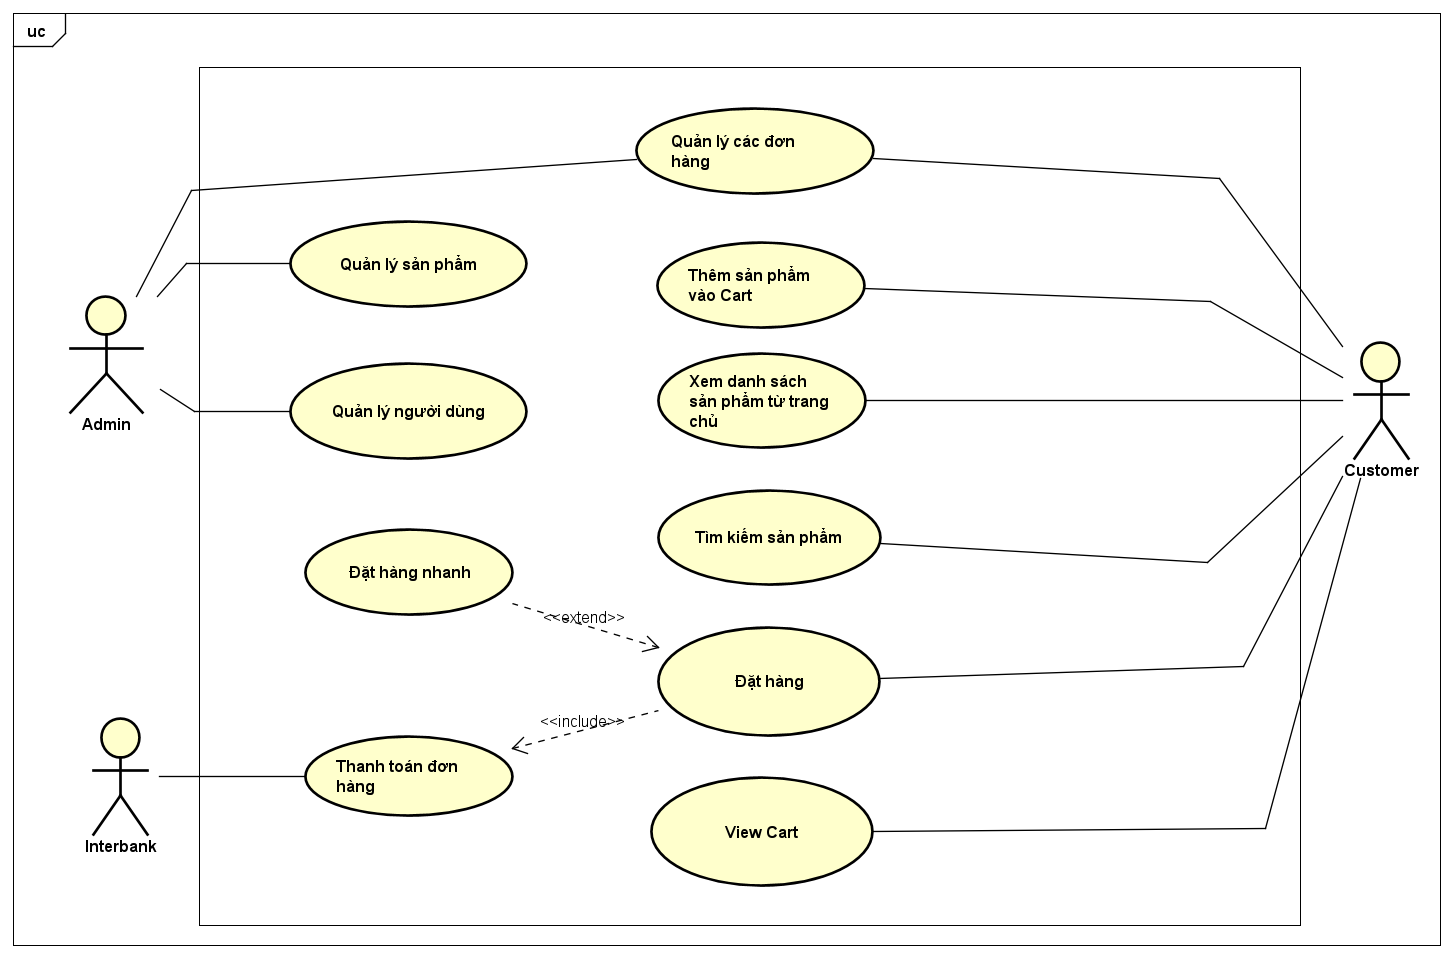 uc
Quản lý các đơn
hàng
Quản lý sản phẩm
Thêm sản phẩm
vào Cart
Admin
Quản lý người dùng
Xem danh sách
sản phẩm từ trang
chủ
Customer
Tìm kiếm sản phẩm
Đặt hàng nhanh
<<extend>>
Đặt hàng
<<include>>
Thanh toán đơn
hàng
Interbank
View Cart